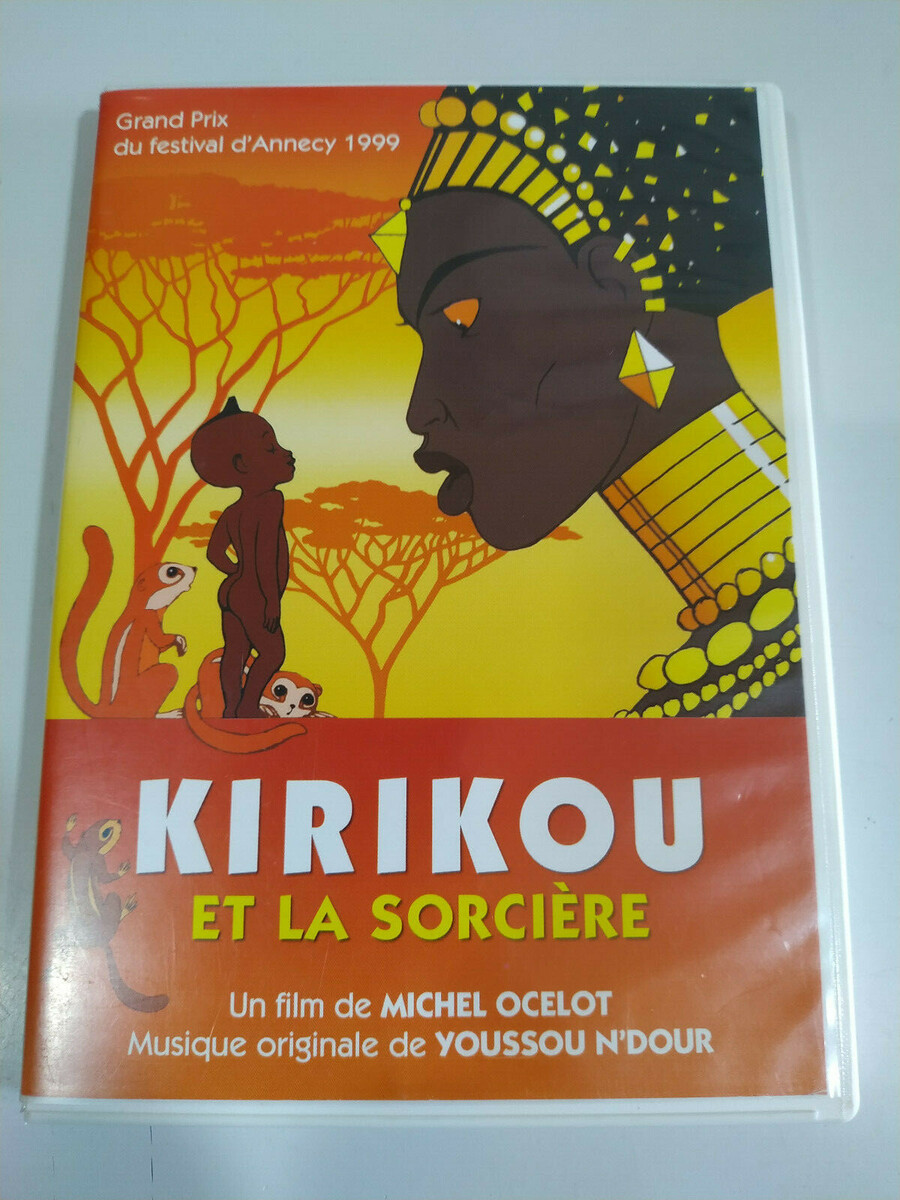 Grand Prix
du festival d'Annecy 1999
KIRIKOU
ET LA SORCIÈRE
Un film de MICHEL OCELOT
Musique originale de YOUSSOU N'DOUR